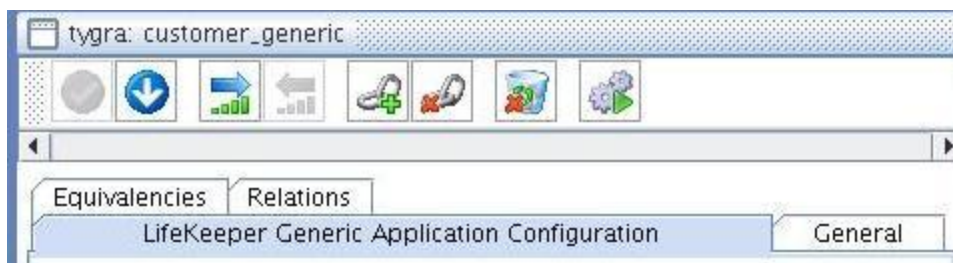 tygra: customer_generic
Equivalencies Relations
LifeKeeper Generic Application Configuration General